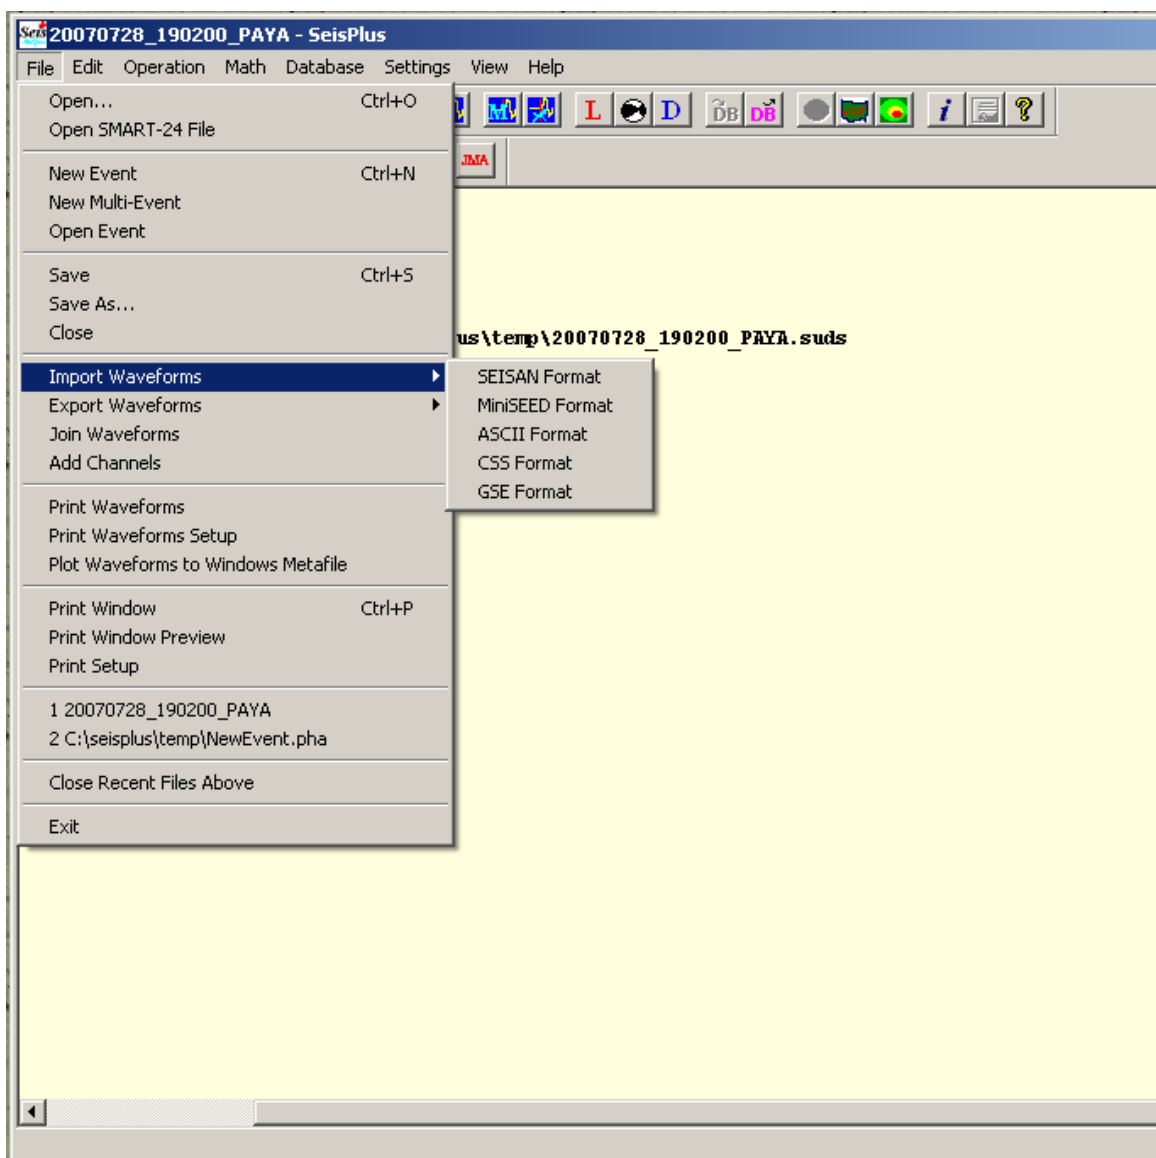 Seis 20070728_190200_PAYA - SeisPlus
File Edit Operation Math Database Settings View Help
Open... Ctrl+O
Open SMART-24 File
L D DB DB i ?
JMA
New Event Ctrl+N
New Multi-Event
Open Event
Save Ctrl+S
Save As...
Close
us\temp\20070728_190200_PAYA.suds
Import Waveforms
Export Waveforms
Join Waveforms
Add Channels
SEISAN Format
MiniSEED Format
ASCII Format
CSS Format
GSE Format
Print Waveforms
Print Waveforms Setup
Plot Waveforms to Windows Metafile
Print Window Ctrl+P
Print Window Preview
Print Setup
1 20070728_190200_PAYA
2 C:\seisplus\temp\NewEvent.pha
Close Recent Files Above
Exit